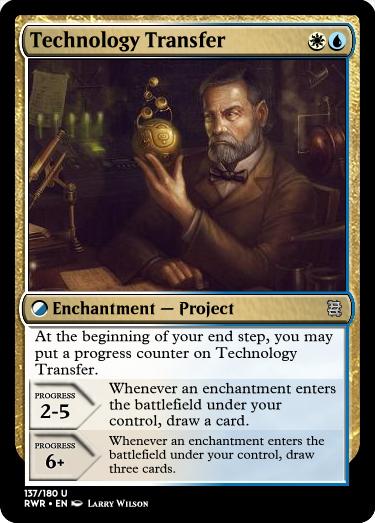 Technology Transfer
Enchantment — Project
At the beginning of your end step, you may
put a progress counter on Technology
Transfer.
PROGRESS
2-5
Whenever an enchantment enters
the battlefield under your
control, draw a card.
PROGRESS
6+
Whenever an enchantment enters the
battlefield under your control, draw
three cards.
137/180 U
RWR • EN Larry Wilson